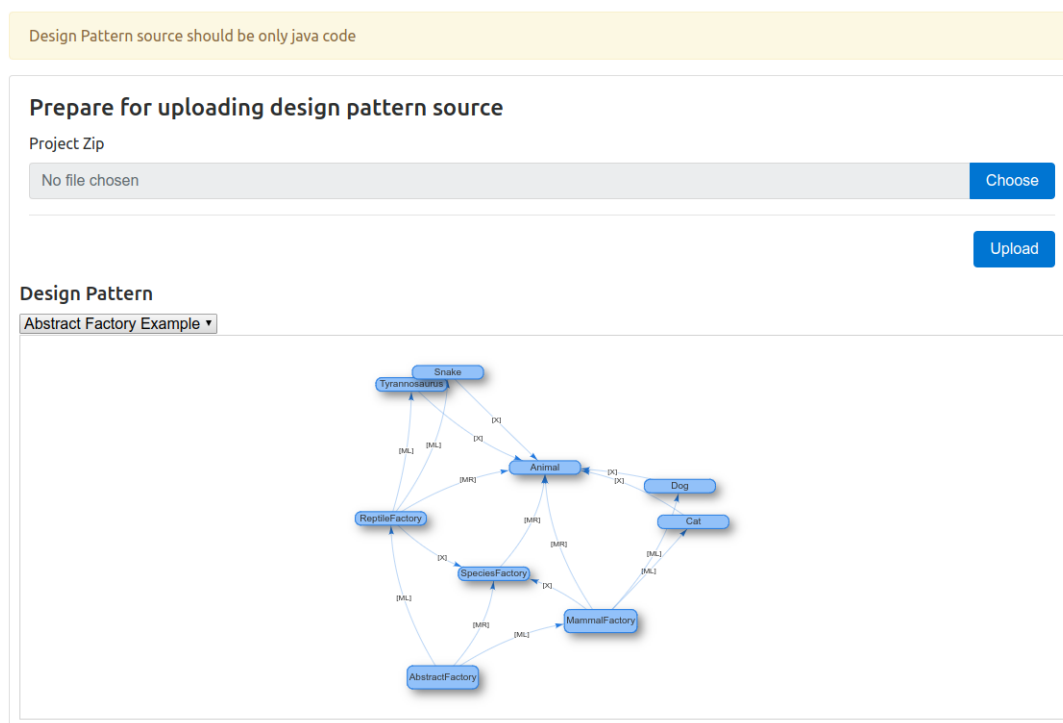 Design Pattern source should be only java code
Prepare for uploading design pattern source
Project Zip
No file chosen
Choose
Upload
Design Pattern
Abstract Factory Example
Snake
Tyrannosaurus
[X]
[X]
[ML]
[ML]
Animal
[X]
[MR]
[X]
Dog
ReptileFactory
[MR]
Cat
[MR]
[ML]
[X]
SpeciesFactory
[ML]
[X]
[ML]
MammalFactory
[MR]
[ML]
AbstractFactory